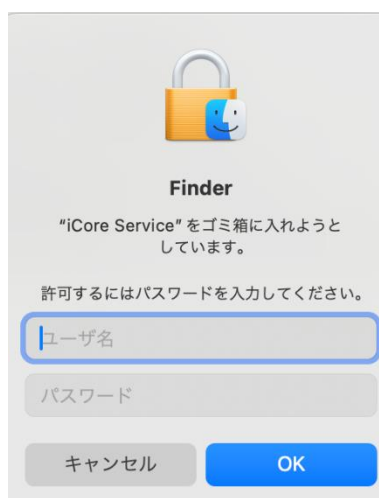 Finder
"iCore Service" をゴミ箱に入れようと
しています。
許可するにはパスワードを入力してください。
ユーザ名
パスワード
キャンセル
OK